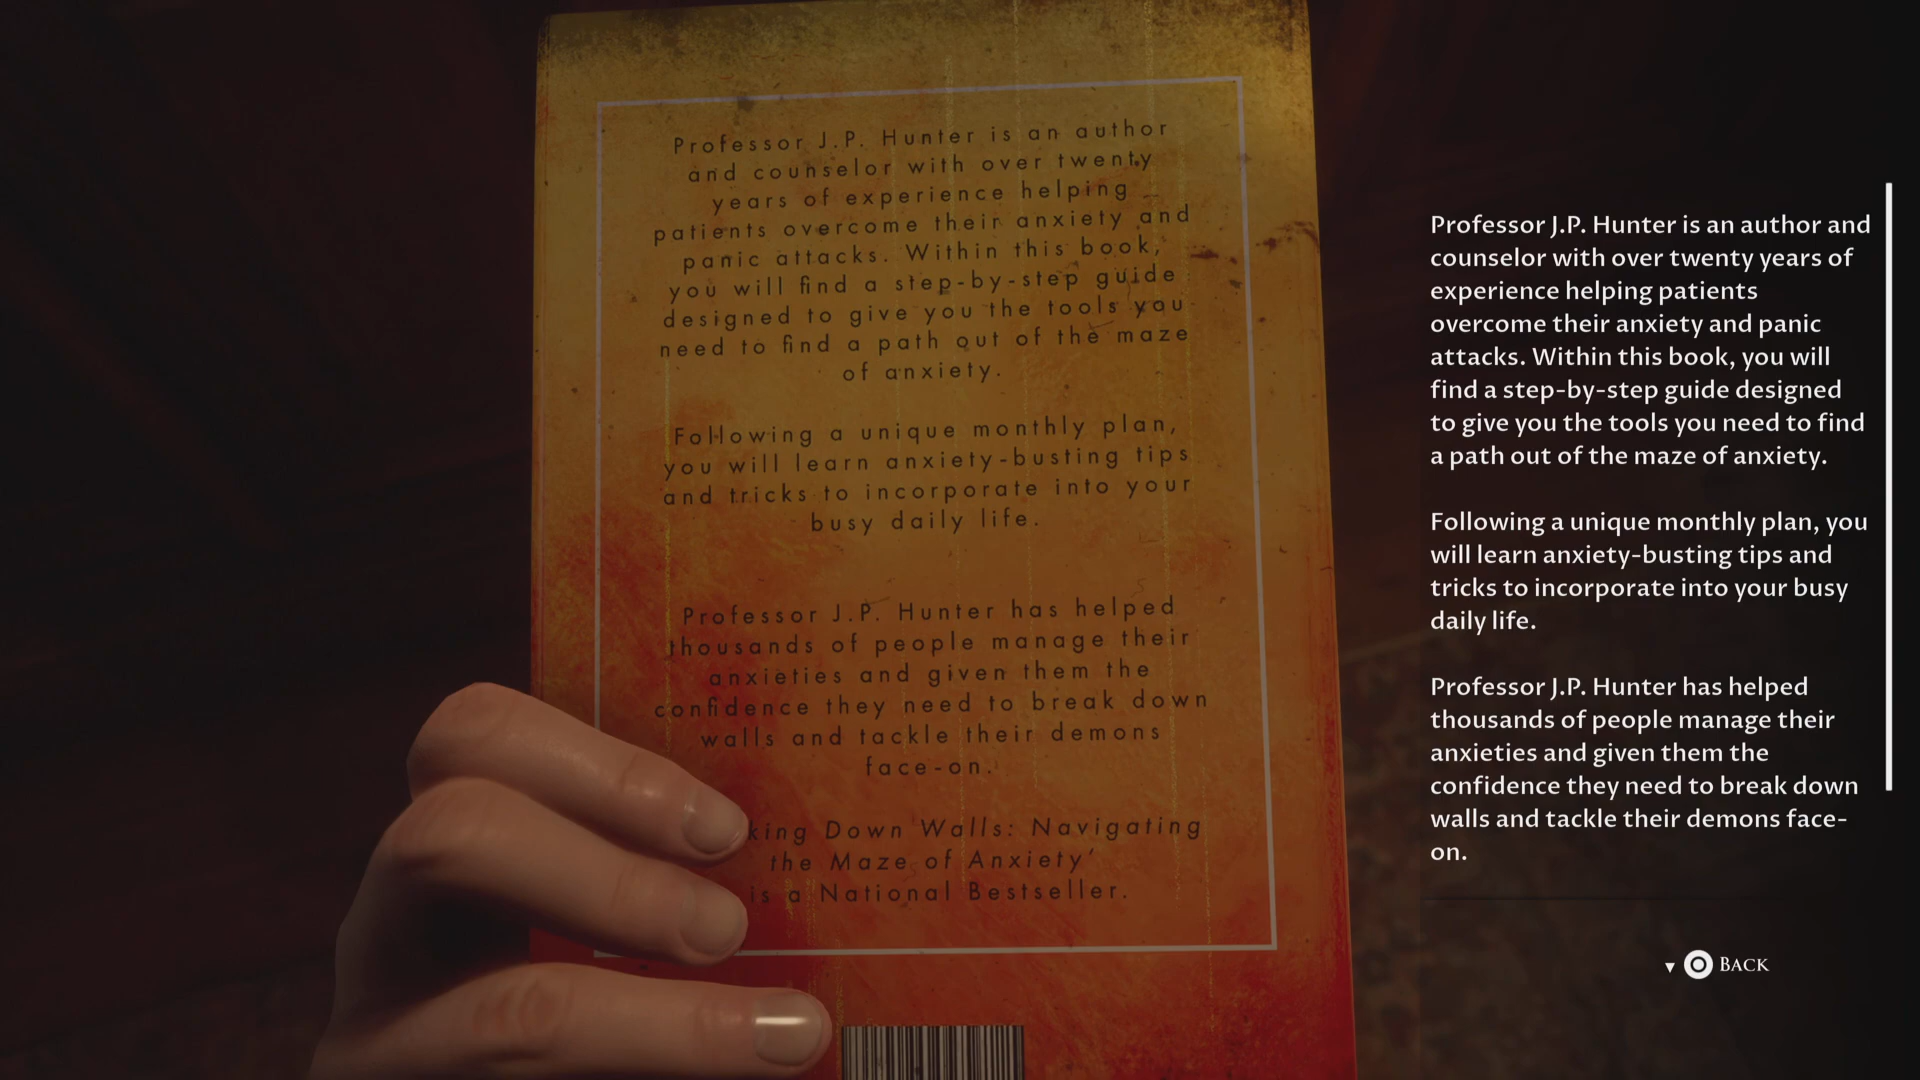 Professor J.P. Hunter is an author
and counselor with over twenty
years of experience helping
patients overcome their anxiety and
panic attacks. Within this book,
you will find a step-by-step guide
designed to give you the tools you
need to find a path out of the maze
of anxiety.
Following a unique monthly plan,
you will learn anxiety-busting tips
and tricks to incorporate into your
busy daily life.
Professor J.P. Hunter has helped
thousands of people manage their
anxieties and given them the
confidence they need to break down
walls and tackle their demons
face-on.
king Down Walls: Navigating
the Maze of Anxiety'
is a National Bestseller.
Professor J.P. Hunter is an author and
counselor with over twenty years of
experience helping patients
overcome their anxiety and panic
attacks. Within this book, you will
find a step-by-step guide designed
to give you the tools you need to find
a path out of the maze of anxiety.
Following a unique monthly plan, you
will learn anxiety-busting tips and
tricks to incorporate into your busy
daily life.
Professor J.P. Hunter has helped
thousands of people manage their
anxieties and given them the
confidence they need to break down
walls and tackle their demons face-
on.
BACK